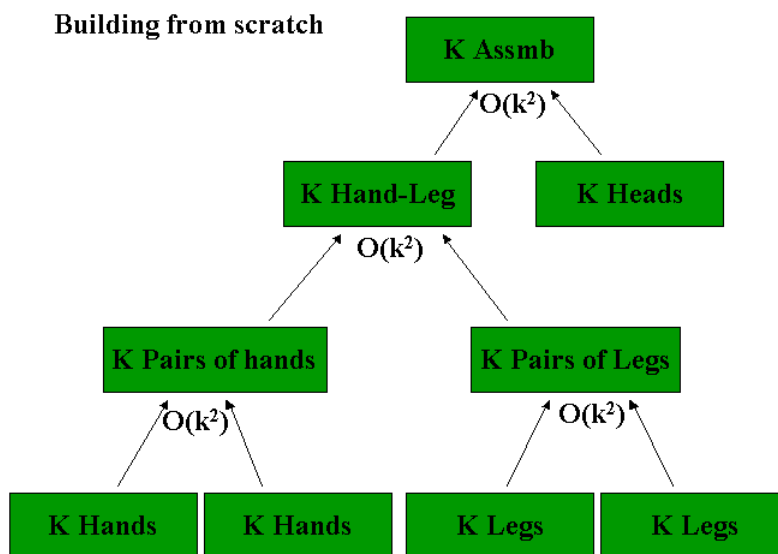 Building from scratch
K Assmb
O(k²)
K Hand-Leg
K Heads
O(k²)
K Pairs of hands
K Pairs of Legs
O(k²)
O(k²)
K Hands
K Hands
K Legs
K Legs